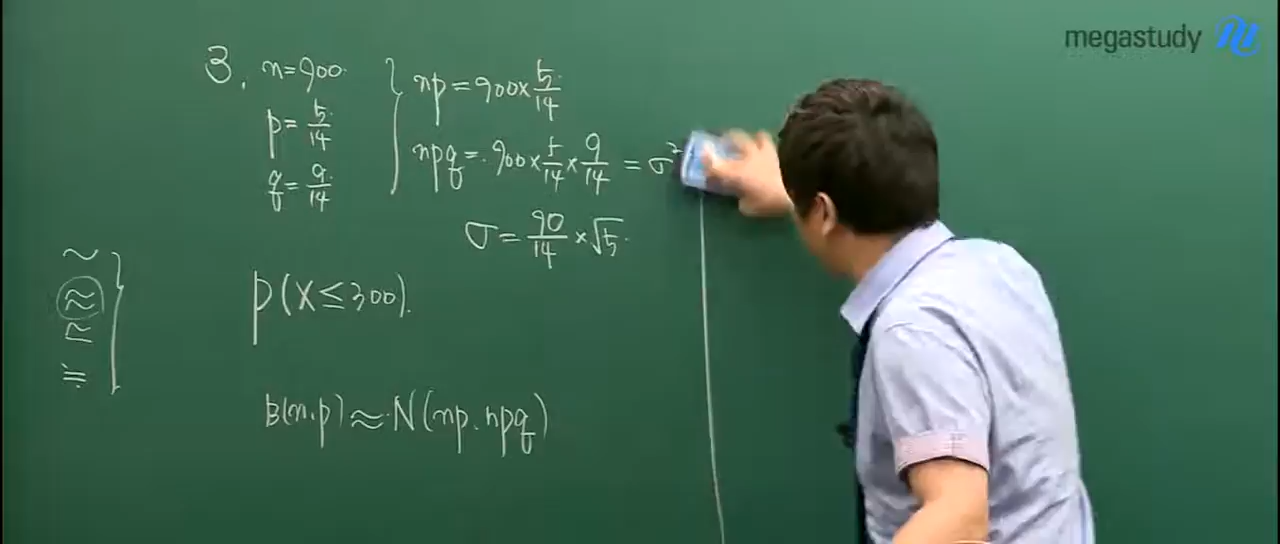 megastudy
3. n=900.
p=5/14
q=9/14
np=900×5/14
npq=900×5/14×9/14=σ²
σ=90/14×√5.
~
≈
≒
P(X≤300).
B(n.p)≈N(np.npq)